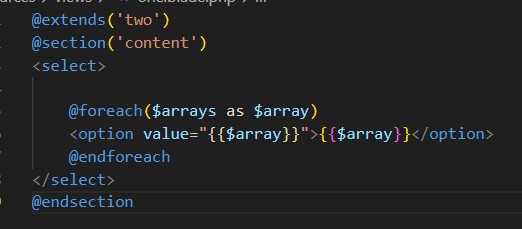 @extends('two')
@section('content')
<select>
@foreach($arrays as $array)
<option value="{{$array}}">{{$array}}</option>
@endforeach
</select>
@endsection